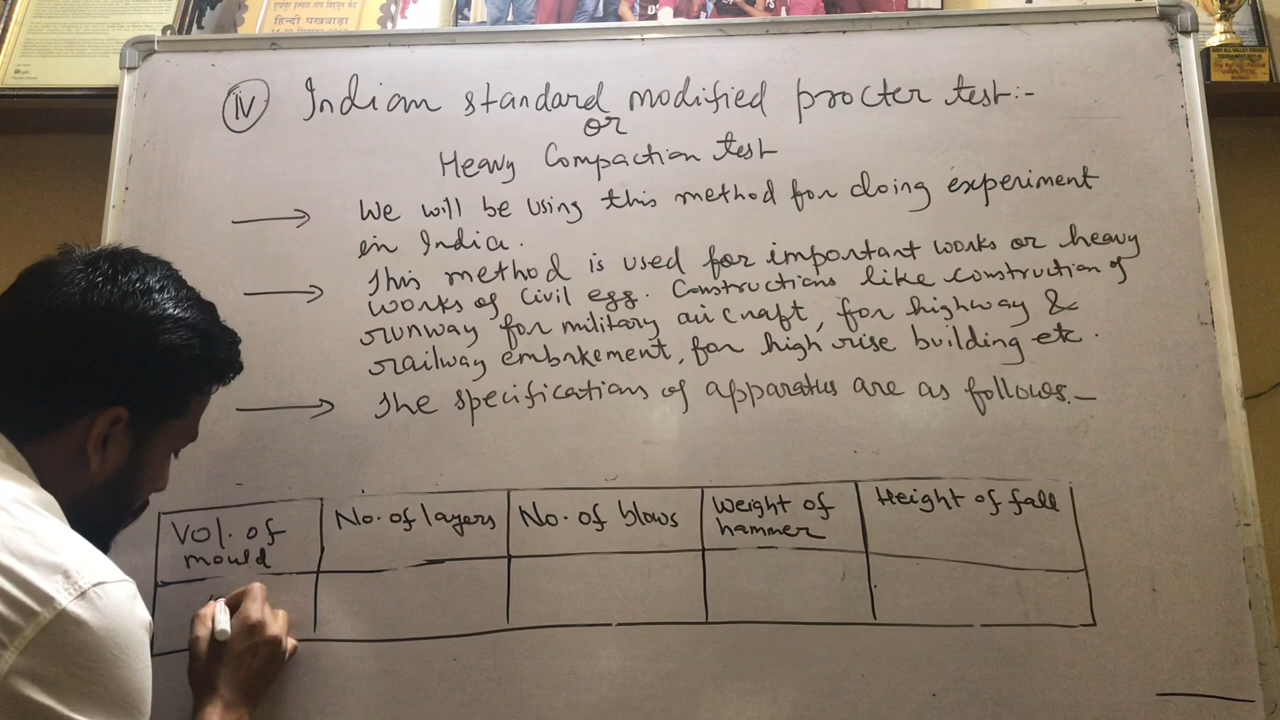 हिन्दी पखवाड़ा
iv Indian standard modified procter test:-
or
Heavy Compaction test
→ We will be using this method for doing experiment
in India.
→ This method is used for important works or heavy
works of Civil egg. Constructions like construction of
runway for military aircraft, for highway &
railway embrkement, for high rise building etc.
→ The specifications of apparatus are as follows.–
Vol. of mould No. of layers No. of blows Weight of hammer Height of fall